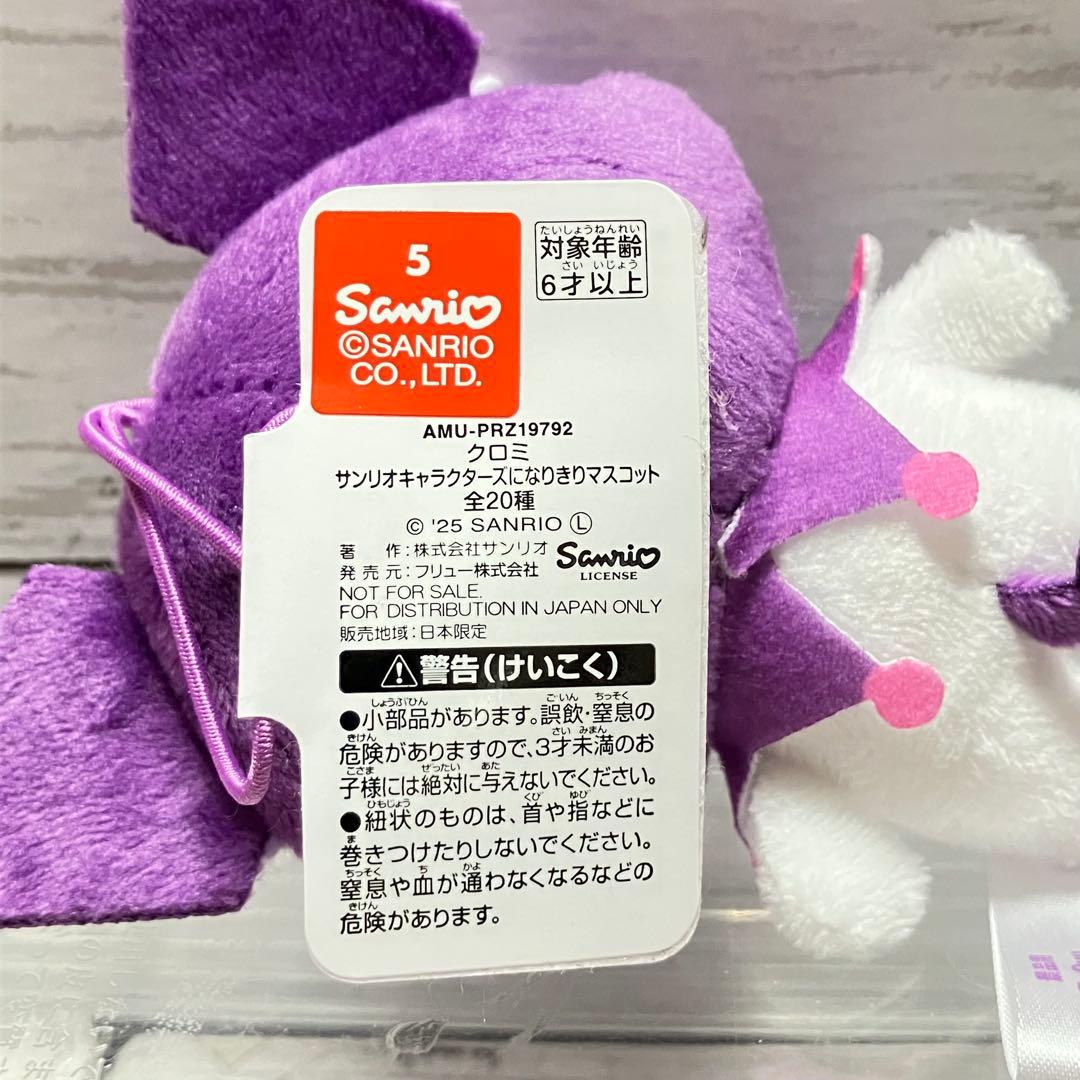 5
Sanrio
©SANRIO
CO.,LTD.
たいしょうねんれい
対象年齢
さい いじょう
6才以上
AMU-PRZ19792
クロミ
サンリオキャラクターズになりきりマスコット
全20種
© '25 SANRIO Ⓛ
著 作:株式会社サンリオ
発 売 元:フリュー株式会社
Sanrio
LICENSE
NOT FOR SALE.
FOR DISTRIBUTION IN JAPAN ONLY
販売地域:日本限定
警告(けいこく)
しょうぶひん ごいん ちっそく
●小部品があります。誤飲・窒息の
きけん さい みまん
危険がありますので、3才未満のお
こさま ぜったい あた
子様には絶対に与えないでください。
ひもじょう くび ゆび
●紐状のものは、首や指などに
ま
巻きつけたりしないでください。
ちっそく ち かよ
窒息や血が通わなくなるなどの
きけん
危険があります。